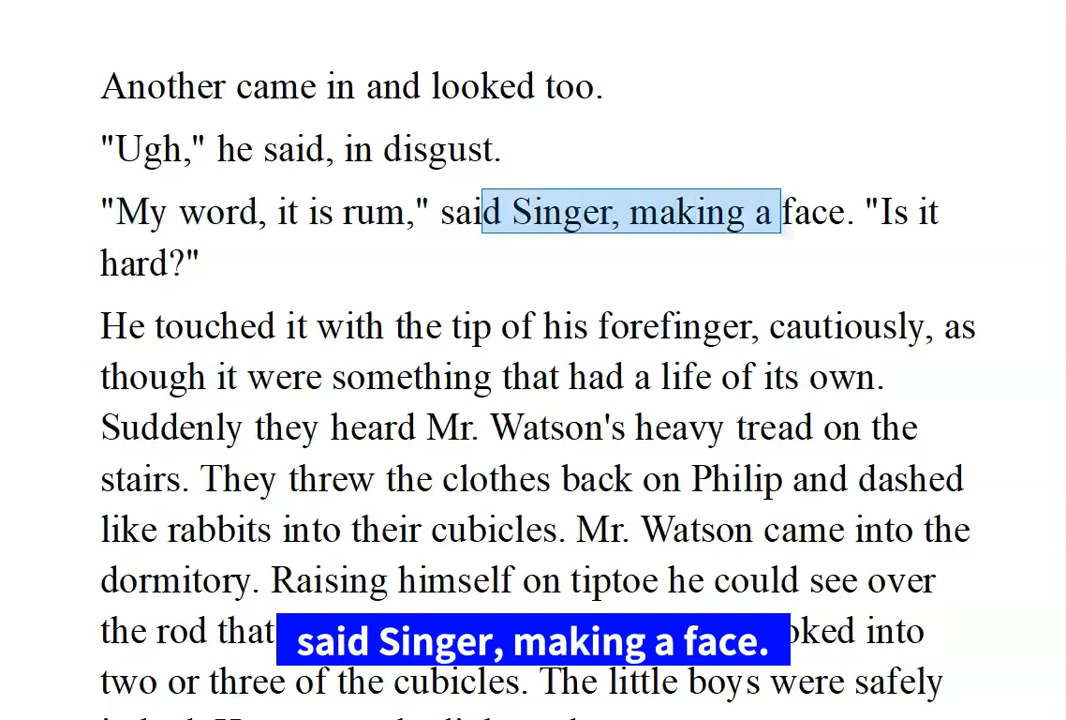 Another came in and looked too.
"Ugh," he said, in disgust.
"My word, it is rum," said Singer, making a face. "Is it
hard?"
He touched it with the tip of his forefinger, cautiously, as
though it were something that had a life of its own.
Suddenly they heard Mr. Watson's heavy tread on the
stairs. They threw the clothes back on Philip and dashed
like rabbits into their cubicles. Mr. Watson came into the
dormitory. Raising himself on tiptoe he could see over
the rod that into
said Singer, making a face.
two or three of the cubicles. The little boys were safely